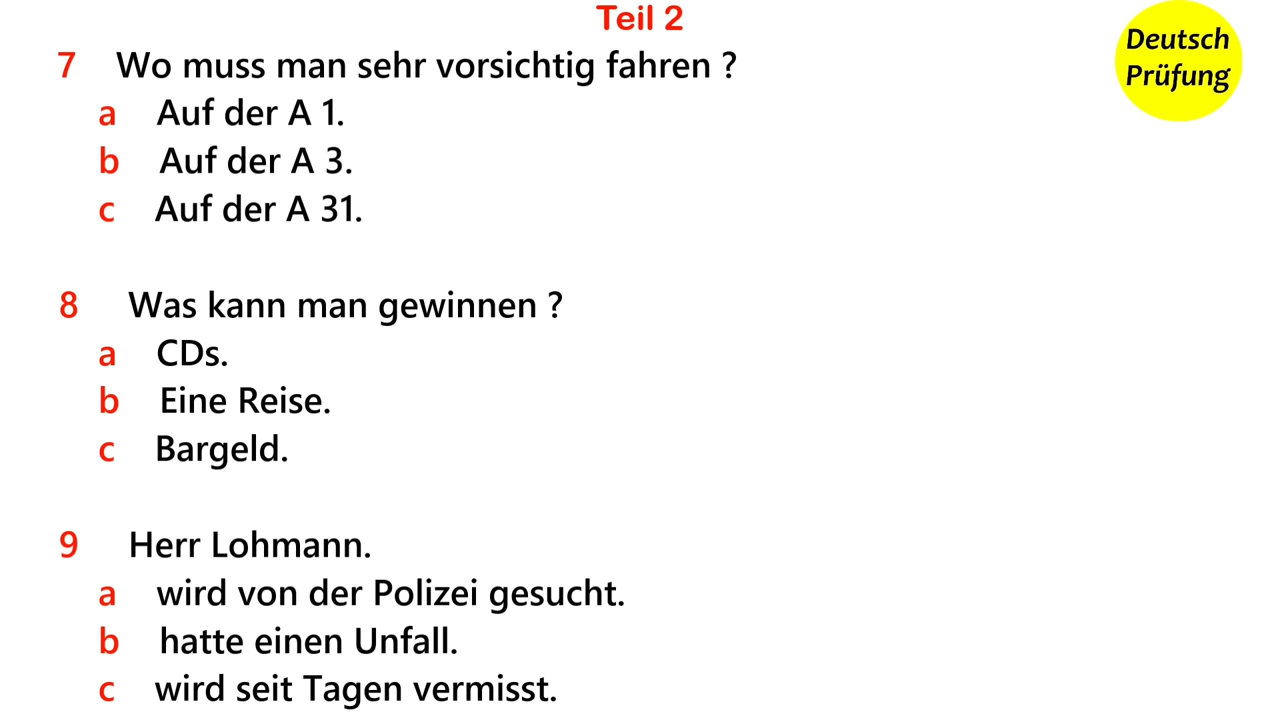 Teil 2
Deutsch
Prüfung
7 Wo muss man sehr vorsichtig fahren ?
a Auf der A 1.
b Auf der A 3.
c Auf der A 31.
8 Was kann man gewinnen ?
a CDs.
b Eine Reise.
c Bargeld.
9 Herr Lohmann.
a wird von der Polizei gesucht.
b hatte einen Unfall.
c wird seit Tagen vermisst.